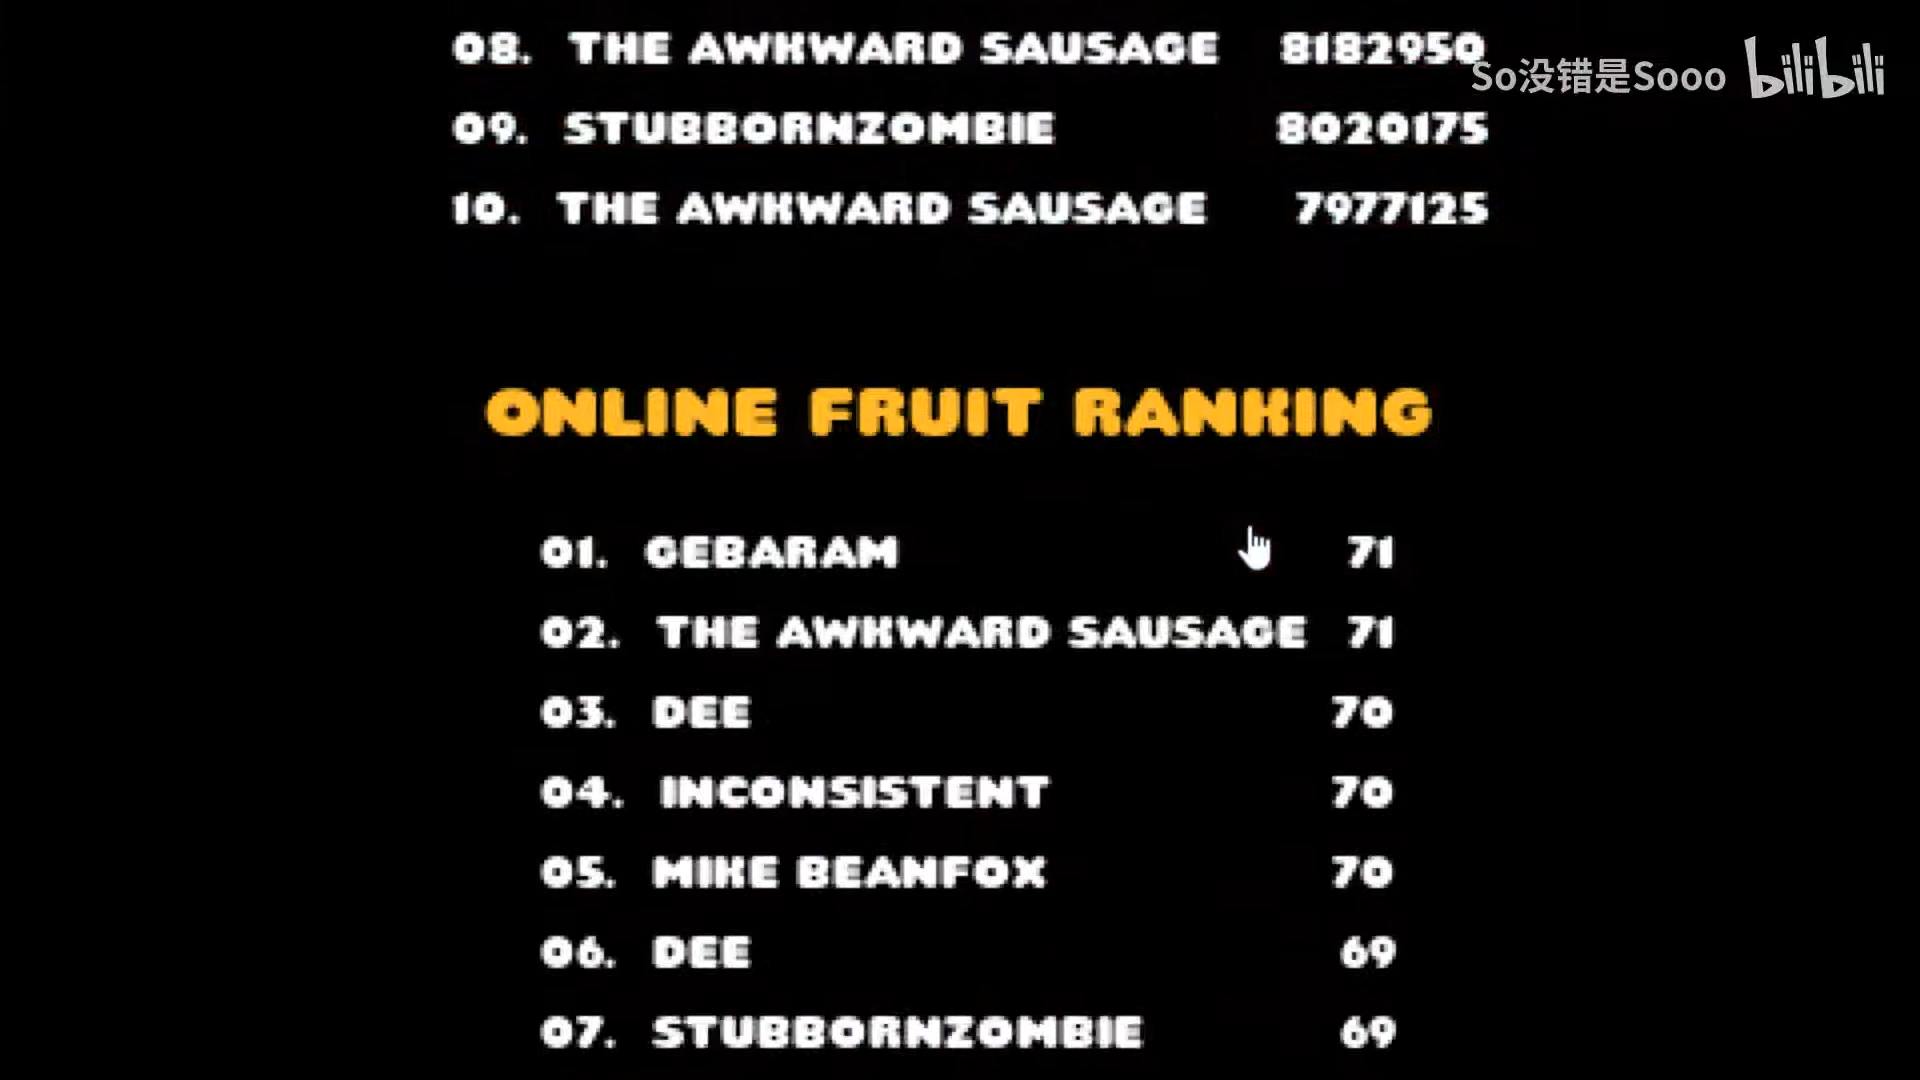 08. THE AWKWARD SAUSAGE 8182950
So没错是Sooo bilibili
09. STUBBORNZOMBIE 8020175
10. THE AWKWARD SAUSAGE 7977125
ONLINE FRUIT RANKING
01. GEBARAM 71
02. THE AWKWARD SAUSAGE 71
03. DEE 70
04. INCONSISTENT 70
05. MIKE BEANFOX 70
06. DEE 69
07. STUBBORNZOMBIE 69